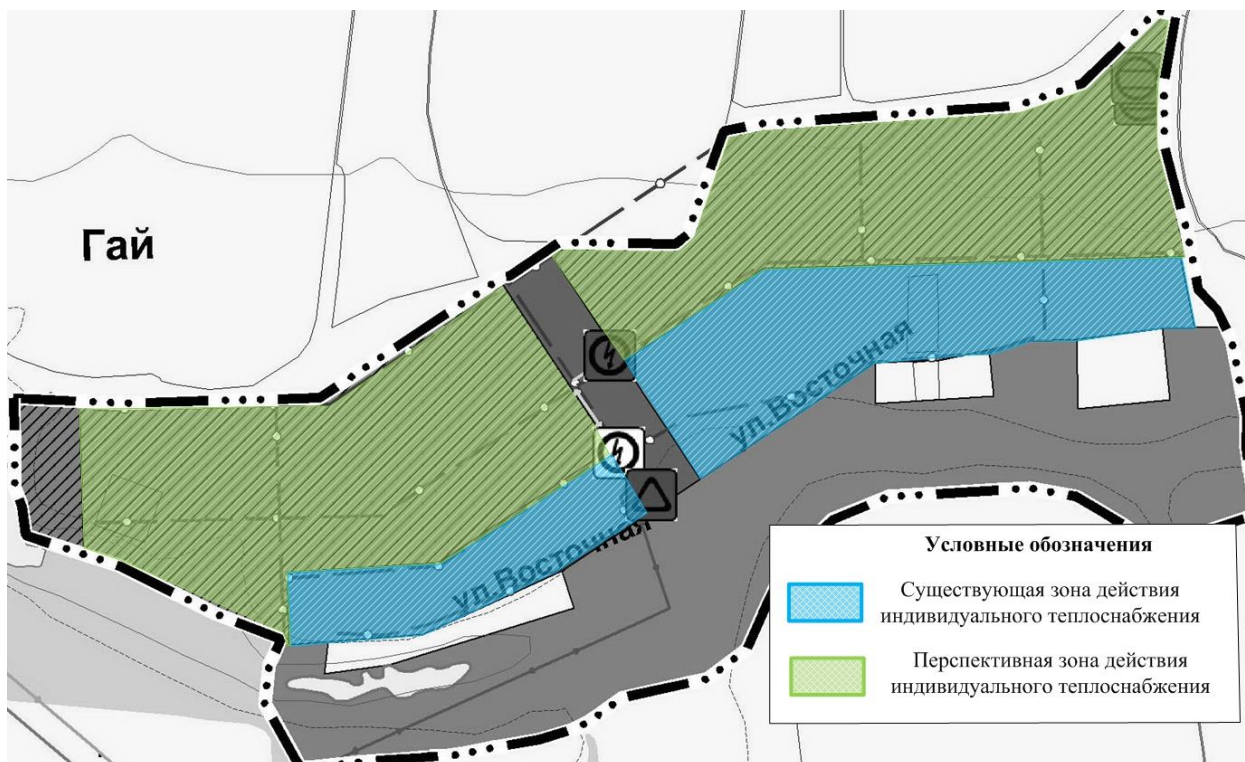 Гай
ул.Восточная
ул.Восточная
Условные обозначения
Существующая зона действия
индивидуального теплоснабжения
Перспективная зона действия
индивидуального теплоснабжения